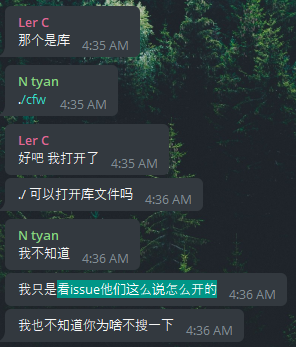 Ler C
那个是库 4:35 AM
N tyan
./cfw 4:35 AM
Ler C
好吧 我打开了 4:35 AM
./ 可以打开库文件吗 4:36 AM
N tyan
我不知道 4:36 AM
我只是看issue他们这么说怎么开的 4:36 AM
我也不知道你为啥不搜一下 4:36 AM